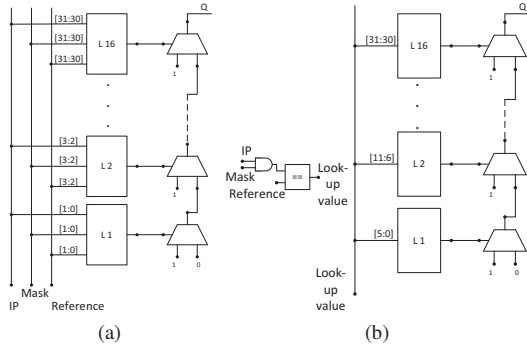 Q
[31:30]
[31:30]
[31:30]
L 16
1
[3:2]
[3:2]
[3:2]
L 2
1
[1:0]
[1:0]
[1:0]
L 1
1 0
IP
Mask
Reference
(a)
IP
Mask
Reference
==
Look-
up
value
Q
[31:30]
L 16
1
[11:6]
L 2
1
[5:0]
L 1
1 0
Look-
up
value
(b)